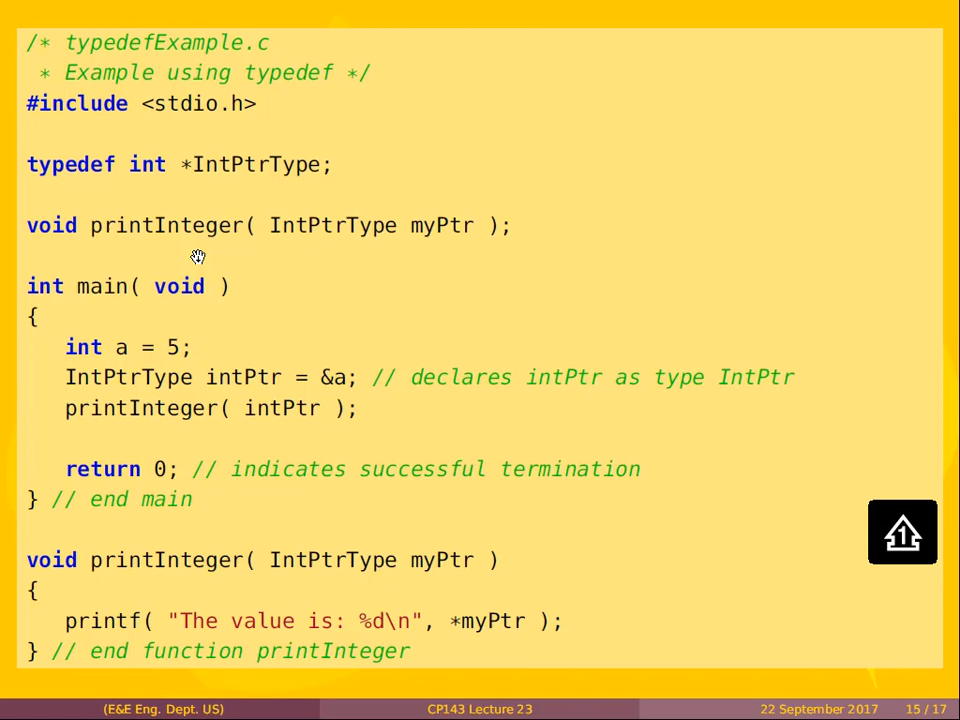 /* typedefExample.c
 * Example using typedef */
#include <stdio.h>

typedef int *IntPtrType;

void printInteger( IntPtrType myPtr );

int main( void )
{
   int a = 5;
   IntPtrType intPtr = &a; // declares intPtr as type IntPtr
   printInteger( intPtr );

   return 0; // indicates successful termination
} // end main

void printInteger( IntPtrType myPtr )
{
   printf( "The value is: %d\n", *myPtr );
} // end function printInteger
1
(E&E Eng. Dept. US) CP143 Lecture 23 22 September 2017 15 / 17